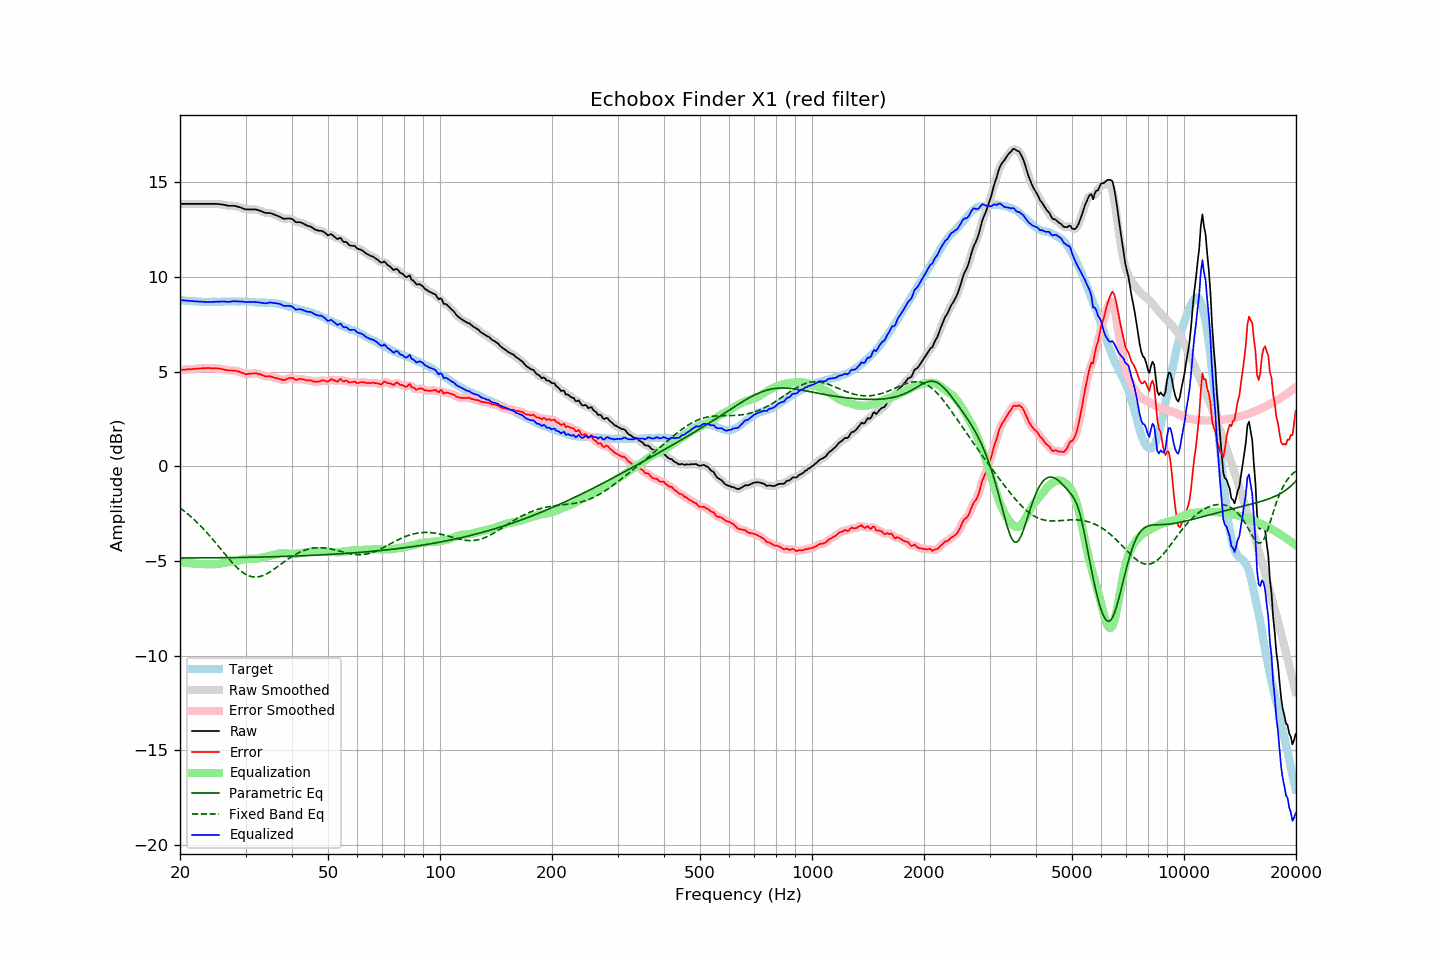 Echobox Finder X1 (red filter)
Amplitude (dBr)
15
10
5
0
−5
−10
−15
−20
Target
Raw Smoothed
Error Smoothed
Raw
Error
Equalization
Parametric Eq
Fixed Band Eq
Equalized
20 50 100 200 500 1000 2000 5000 10000 20000
Frequency (Hz)